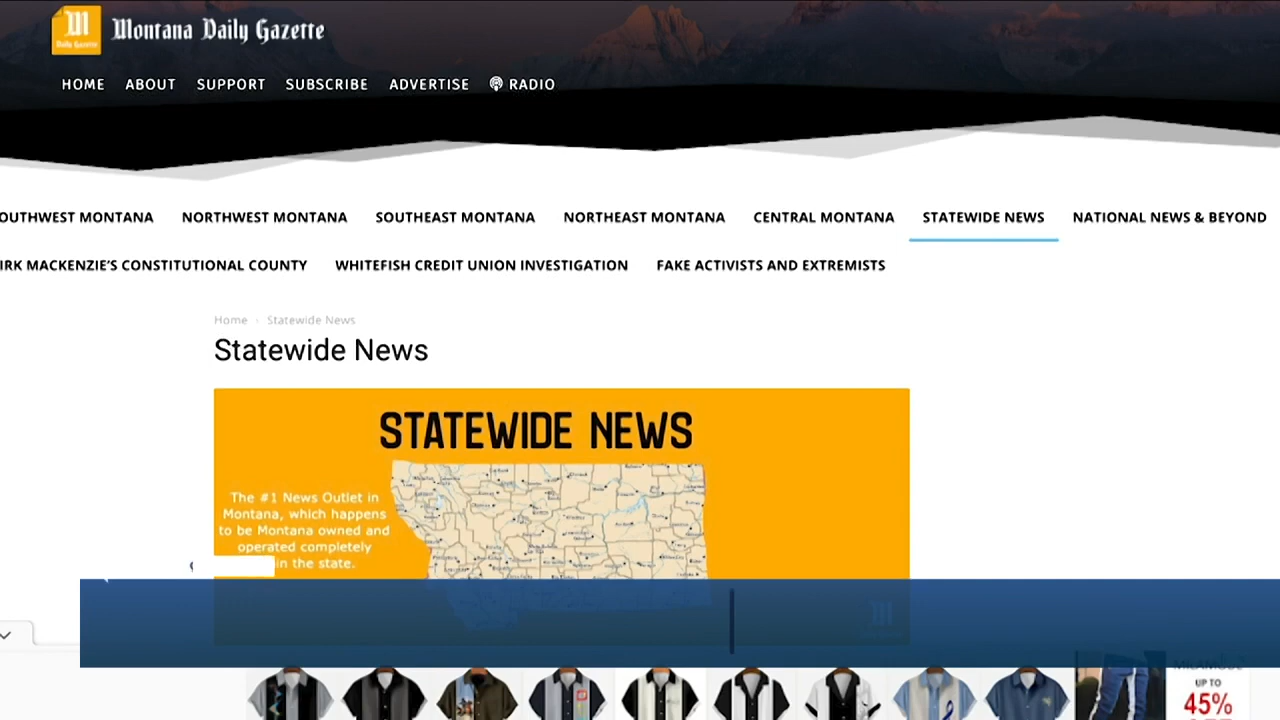 M Montana Daily Gazette
Daily Gazette
HOME ABOUT SUPPORT SUBSCRIBE ADVERTISE RADIO
OUTHWEST MONTANA NORTHWEST MONTANA SOUTHEAST MONTANA NORTHEAST MONTANA CENTRAL MONTANA STATEWIDE NEWS NATIONAL NEWS & BEYOND
IRK MACKENZIE'S CONSTITUTIONAL COUNTY WHITEFISH CREDIT UNION INVESTIGATION FAKE ACTIVISTS AND EXTREMISTS
Home › Statewide News
Statewide News
STATEWIDE NEWS
The #1 News Outlet in
Montana, which happens
to be Montana owned and
operated completely
in the state.
UP TO
45%